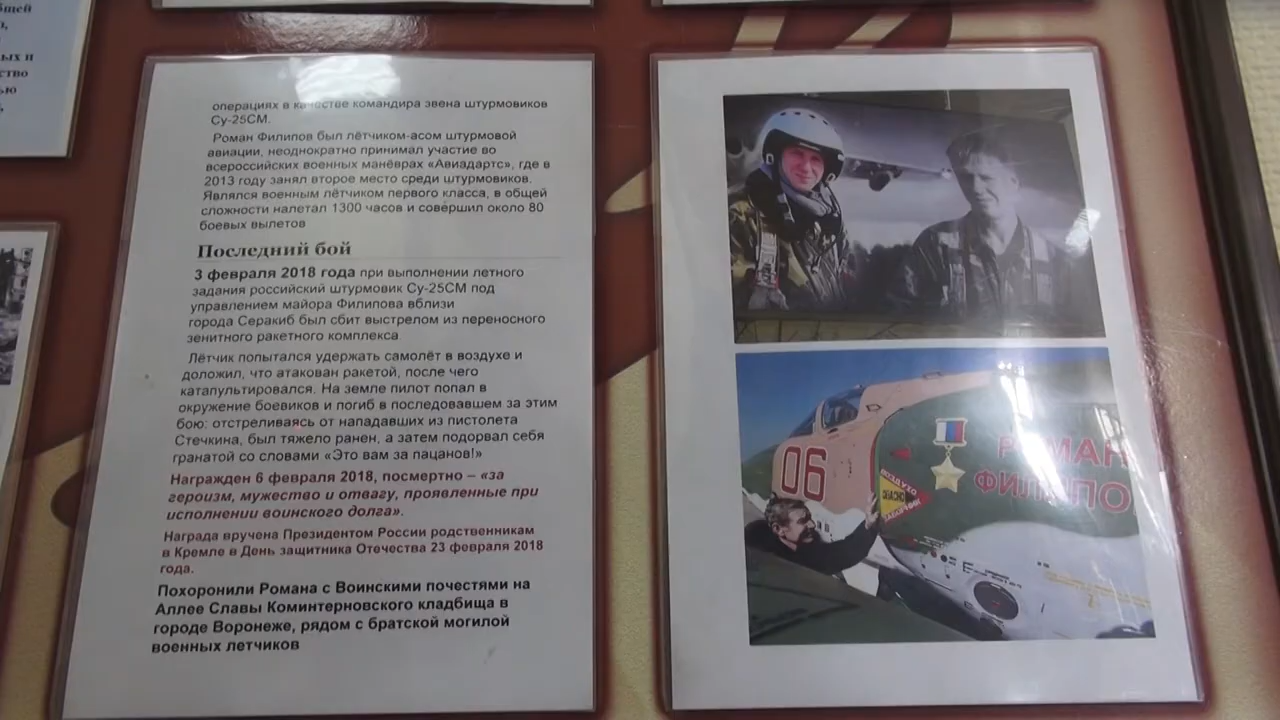 бщей
ых и
ство
ью
операциях в качестве командира звена штурмовиков
Су-25СМ.
Роман Филипов был лётчиком-асом штурмовой
авиации, неоднократно принимал участие во
всероссийских военных манёврах «Авиадартс», где в
2013 году занял второе место среди штурмовиков.
Являлся военным лётчиком первого класса, в общей
сложности налетал 1300 часов и совершил около 80
боевых вылетов
Последний бой
3 февраля 2018 года при выполнении летного
задания российский штурмовик Су-25СМ под
управлением майора Филипова вблизи
города Серакиб был сбит выстрелом из переносного
зенитного ракетного комплекса.
Лётчик попытался удержать самолёт в воздухе и
доложил, что атакован ракетой, после чего
катапультировался. На земле пилот попал в
окружение боевиков и погиб в последовавшем за этим
бою: отстреливаясь от нападавших из пистолета
Стечкина, был тяжело ранен, а затем подорвал себя
гранатой со словами «Это вам за пацанов!»
Награжден 6 февраля 2018, посмертно – «за
героизм, мужество и отвагу, проявленные при
исполнении воинского долга».
Награда вручена Президентом России родственникам
в Кремле в День защитника Отечества 23 февраля 2018
года.
Похоронили Романа с Воинскими почестями на
Аллее Славы Коминтерновского кладбища в
городе Воронеже, рядом с братской могилой
военных летчиков
06
РОМАН
ФИЛИПО
ОПАСНО